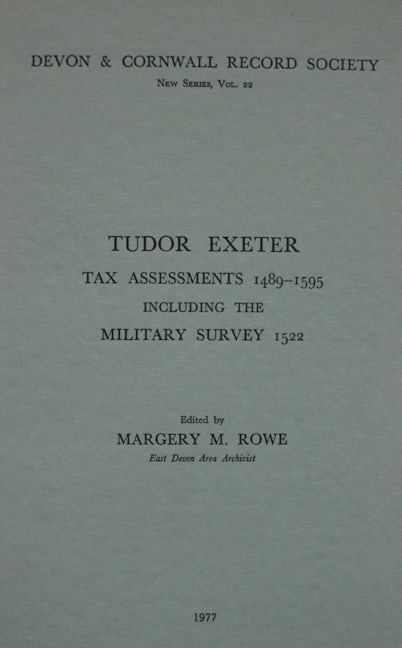 DEVON & CORNWALL RECORD SOCIETY
NEW SERIES, VOL. 22
TUDOR EXETER
TAX ASSESSMENTS 1489–1595
INCLUDING THE
MILITARY SURVEY 1522
Edited by
MARGERY M. ROWE
East Devon Area Archivist
1977